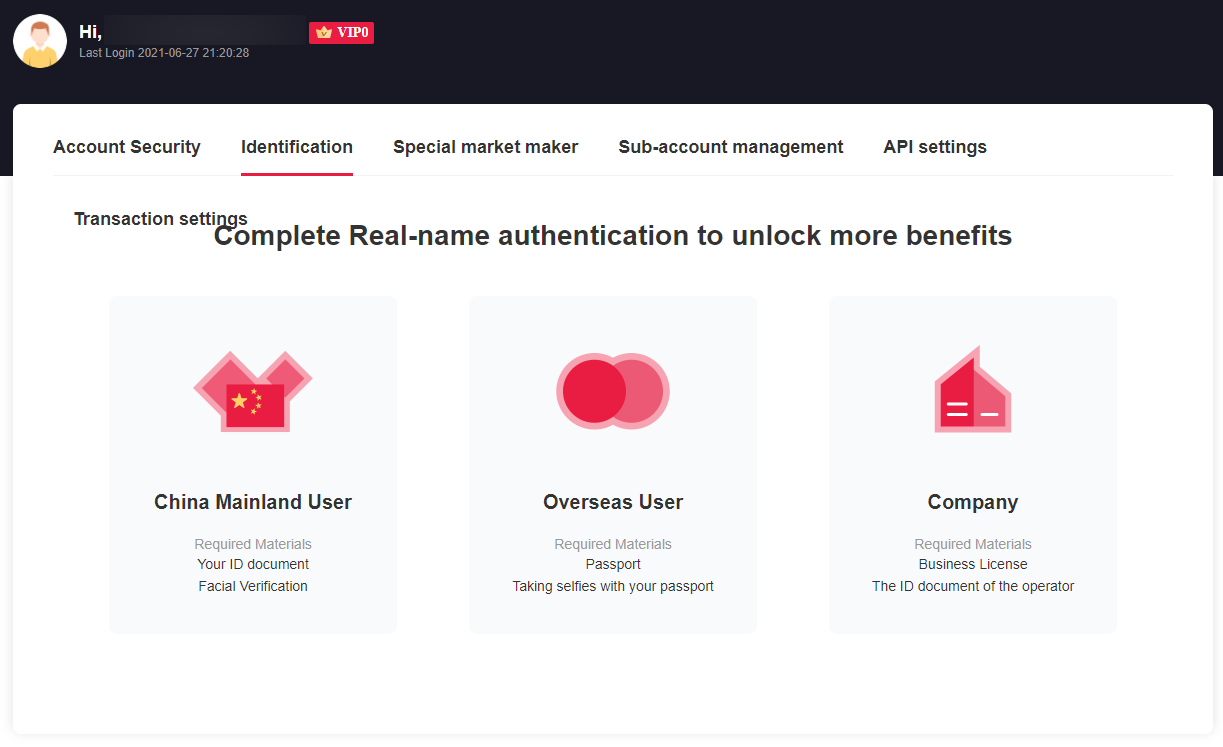 Hi,
VIP0
Last Login 2021-06-27 21:20:28
Account Security
Identification
Special market maker
Sub-account management
API settings
Transaction settings
Complete Real-name authentication to unlock more benefits
China Mainland User
Required Materials
Your ID document
Facial Verification
Overseas User
Required Materials
Passport
Taking selfies with your passport
Company
Required Materials
Business License
The ID document of the operator